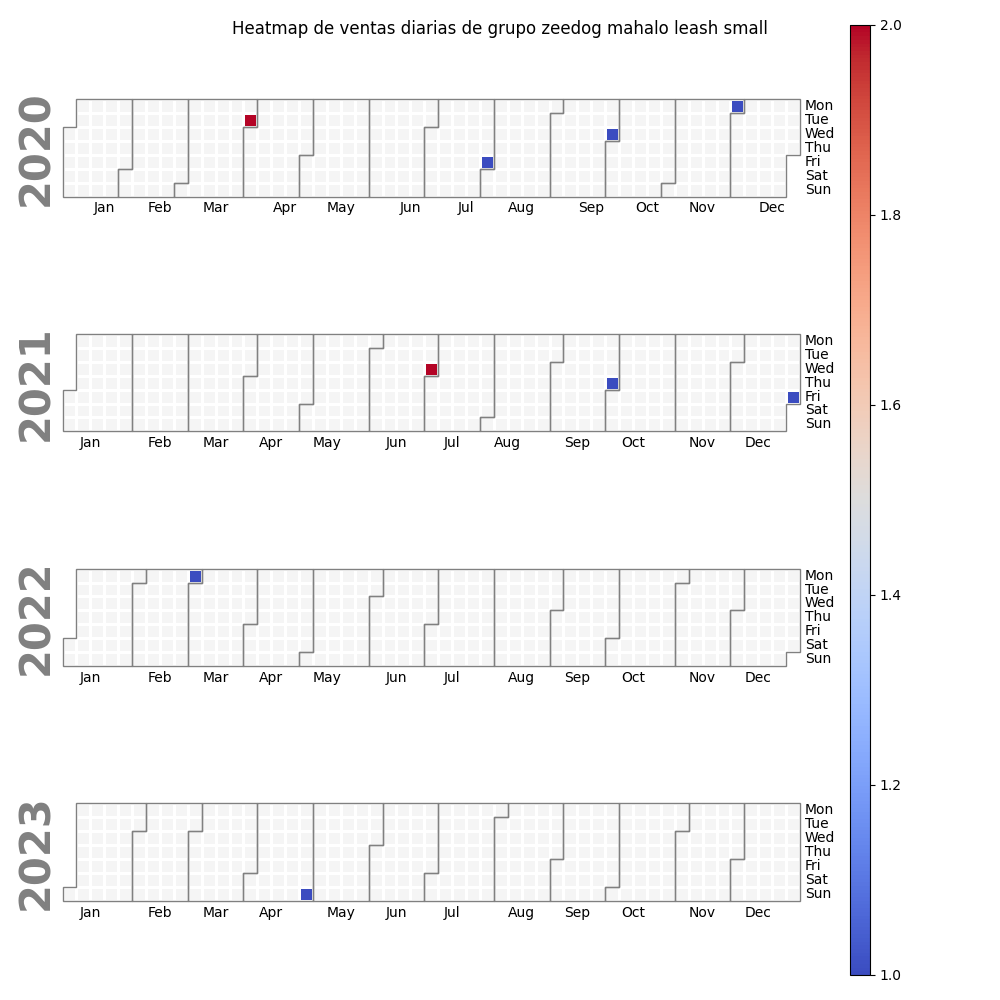 Heatmap de ventas diarias de grupo zeedog mahalo leash small
2020
Mon
Tue
Wed
Thu
Fri
Sat
Sun
Jan Feb Mar Apr May Jun Jul Aug Sep Oct Nov Dec
2021
Mon
Tue
Wed
Thu
Fri
Sat
Sun
Jan Feb Mar Apr May Jun Jul Aug Sep Oct Nov Dec
2022
Mon
Tue
Wed
Thu
Fri
Sat
Sun
Jan Feb Mar Apr May Jun Jul Aug Sep Oct Nov Dec
2023
Mon
Tue
Wed
Thu
Fri
Sat
Sun
Jan Feb Mar Apr May Jun Jul Aug Sep Oct Nov Dec
2.0
1.8
1.6
1.4
1.2
1.0